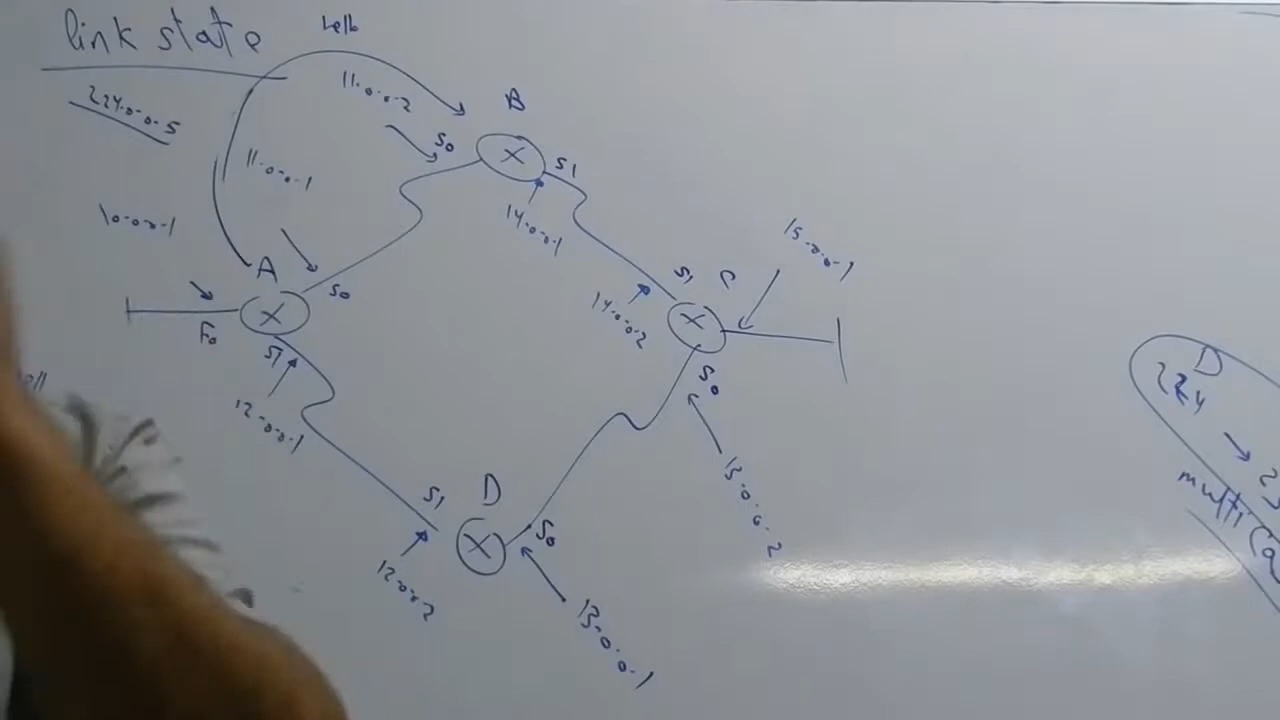 link state
hello
224.0.0.5
11.0.0.2
B
S0
S1
11.0.0.1
14.0.0.1
10.0.0.1
15.0.0.1
A
S0
S1
C
F0
14.0.0.2
S1
S0
12.0.0.1
D
224
multica
S1
D
S0
13.0.0.2
12.0.0.2
13.0.0.1